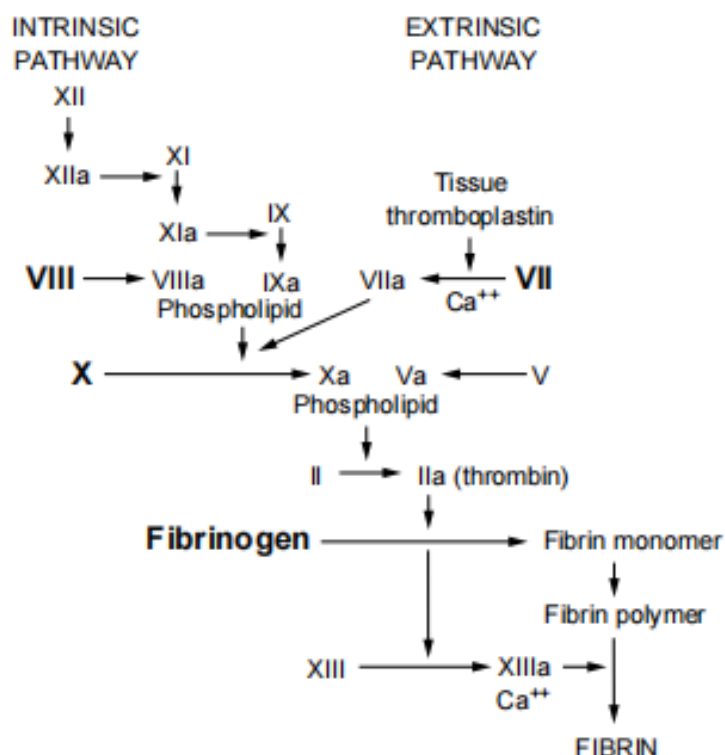 INTRINSIC
PATHWAY
EXTRINSIC
PATHWAY
XII
XIIa
XI
XIa
IX
Tissue
thromboplastin
VIII
VIIIa
IXa
VIIa
VII
Phospholipid
Ca++
X
Xa
Va
V
Phospholipid
II
IIa (thrombin)
Fibrinogen
Fibrin monomer
Fibrin polymer
XIII
XIIIa
Ca++
FIBRIN